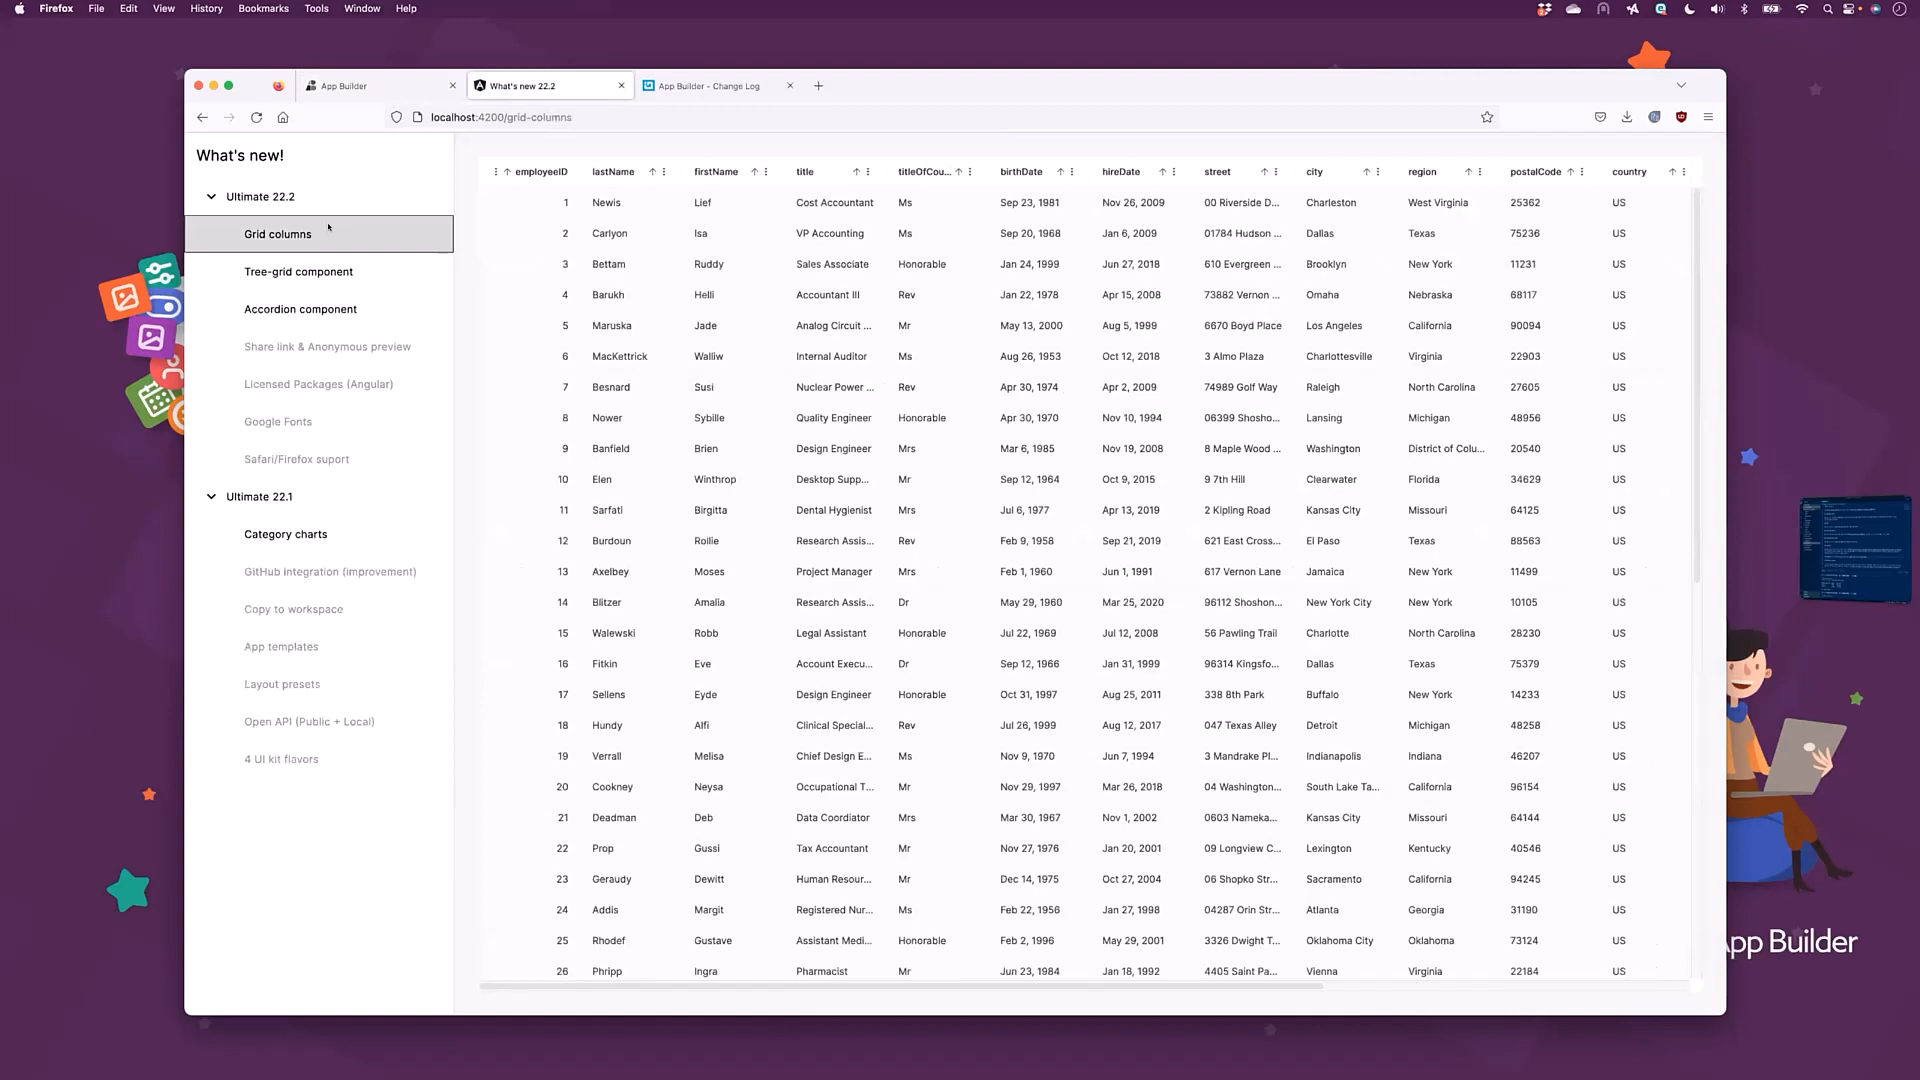 Firefox File Edit View History Bookmarks Tools Window Help
App Builder
What's new 22.2
App Builder - Change Log
localhost:4200/grid-columns
What's new!
Ultimate 22.2
Grid columns
Tree-grid component
Accordion component
Share link & Anonymous preview
Licensed Packages (Angular)
Google Fonts
Safari/Firefox suport
Ultimate 22.1
Category charts
GitHub integration (improvement)
Copy to workspace
App templates
Layout presets
Open API (Public + Local)
4 UI kit flavors
employeeID lastName firstName title titleOfCou... birthDate hireDate street city region postalCode country
1 Newis Lief Cost Accountant Ms Sep 23, 1981 Nov 26, 2009 00 Riverside D... Charleston West Virginia 25362 US
2 Carlyon Isa VP Accounting Ms Sep 20, 1968 Jan 6, 2009 01784 Hudson ... Dallas Texas 75236 US
3 Bettam Ruddy Sales Associate Honorable Jan 24, 1999 Jun 27, 2018 610 Evergreen ... Brooklyn New York 11231 US
4 Barukh Helli Accountant III Rev Jan 22, 1978 Apr 15, 2008 73882 Vernon ... Omaha Nebraska 68117 US
5 Maruska Jade Analog Circuit ... Mr May 13, 2000 Aug 5, 1999 6670 Boyd Place Los Angeles California 90094 US
6 MacKettrick Walliw Internal Auditor Ms Aug 26, 1953 Oct 12, 2018 3 Almo Plaza Charlottesville Virginia 22903 US
7 Besnard Susi Nuclear Power ... Rev Apr 30, 1974 Apr 2, 2009 74989 Golf Way Raleigh North Carolina 27605 US
8 Nower Sybille Quality Engineer Honorable Apr 30, 1970 Nov 10, 1994 06399 Shosho... Lansing Michigan 48956 US
9 Banfield Brien Design Engineer Mrs Mar 6, 1985 Nov 19, 2008 8 Maple Wood ... Washington District of Colu... 20540 US
10 Elen Winthrop Desktop Supp... Mr Sep 12, 1964 Oct 9, 2015 9 7th Hill Clearwater Florida 34629 US
11 Sarfati Birgitta Dental Hygienist Mrs Jul 6, 1977 Apr 13, 2019 2 Kipling Road Kansas City Missouri 64125 US
12 Burdoun Rollie Research Assis... Rev Feb 9, 1958 Sep 21, 2019 621 East Cross... El Paso Texas 88563 US
13 Axelbey Moses Project Manager Mrs Feb 1, 1960 Jun 1, 1991 617 Vernon Lane Jamaica New York 11499 US
14 Blitzer Amalia Research Assis... Dr May 29, 1960 Mar 25, 2020 96112 Shoshon... New York City New York 10105 US
15 Walewski Robb Legal Assistant Honorable Jul 22, 1969 Jul 12, 2008 56 Pawling Trail Charlotte North Carolina 28230 US
16 Fitkin Eve Account Execu... Dr Sep 12, 1966 Jan 31, 1999 96314 Kingsfo... Dallas Texas 75379 US
17 Sellens Eyde Design Engineer Honorable Oct 31, 1997 Aug 25, 2011 338 8th Park Buffalo New York 14233 US
18 Hundy Alfi Clinical Special... Rev Jul 26, 1999 Aug 12, 2017 047 Texas Alley Detroit Michigan 48258 US
19 Verrall Melisa Chief Design E... Ms Nov 9, 1970 Jun 7, 1994 3 Mandrake Pl... Indianapolis Indiana 46207 US
20 Cookney Neysa Occupational T... Mr Nov 29, 1997 Mar 26, 2018 04 Washington... South Lake Ta... California 96154 US
21 Deadman Deb Data Coordiator Mrs Mar 30, 1967 Nov 1, 2002 0603 Nameka... Kansas City Missouri 64144 US
22 Prop Gussi Tax Accountant Mr Nov 27, 1976 Jan 20, 2001 09 Longview C... Lexington Kentucky 40546 US
23 Geraudy Dewitt Human Resour... Mr Dec 14, 1975 Oct 27, 2004 06 Shopko Str... Sacramento California 94245 US
24 Addis Margit Registered Nur... Ms Feb 22, 1956 Jan 27, 1998 04287 Orin Str... Atlanta Georgia 31190 US
25 Rhodef Gustave Assistant Medi... Honorable Feb 2, 1996 May 29, 2001 3326 Dwight T... Oklahoma City Oklahoma 73124 US
26 Phripp Ingra Pharmacist Mr Jun 23, 1984 Jan 18, 1992 4405 Saint Pa... Vienna Virginia 22184 US
App Builder